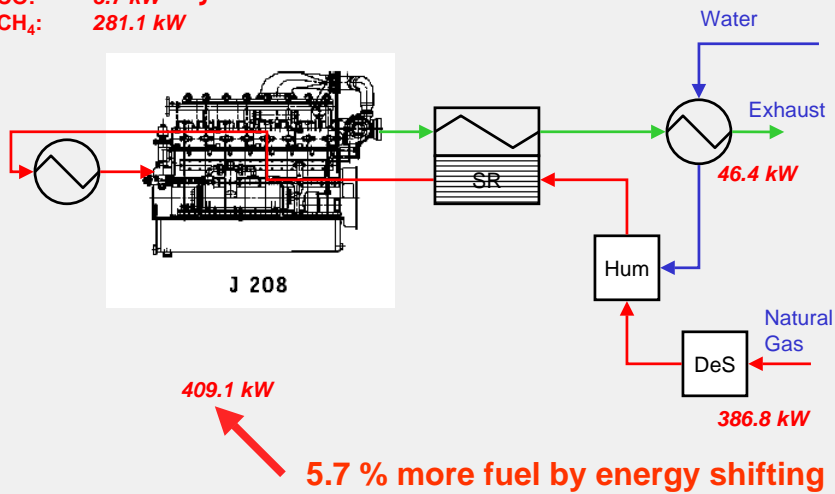 CH4: 281.1 kW
Water
Exhaust
46.4 kW
SR
Hum
J 208
Natural
Gas
DeS
409.1 kW
386.8 kW
5.7 % more fuel by energy shifting